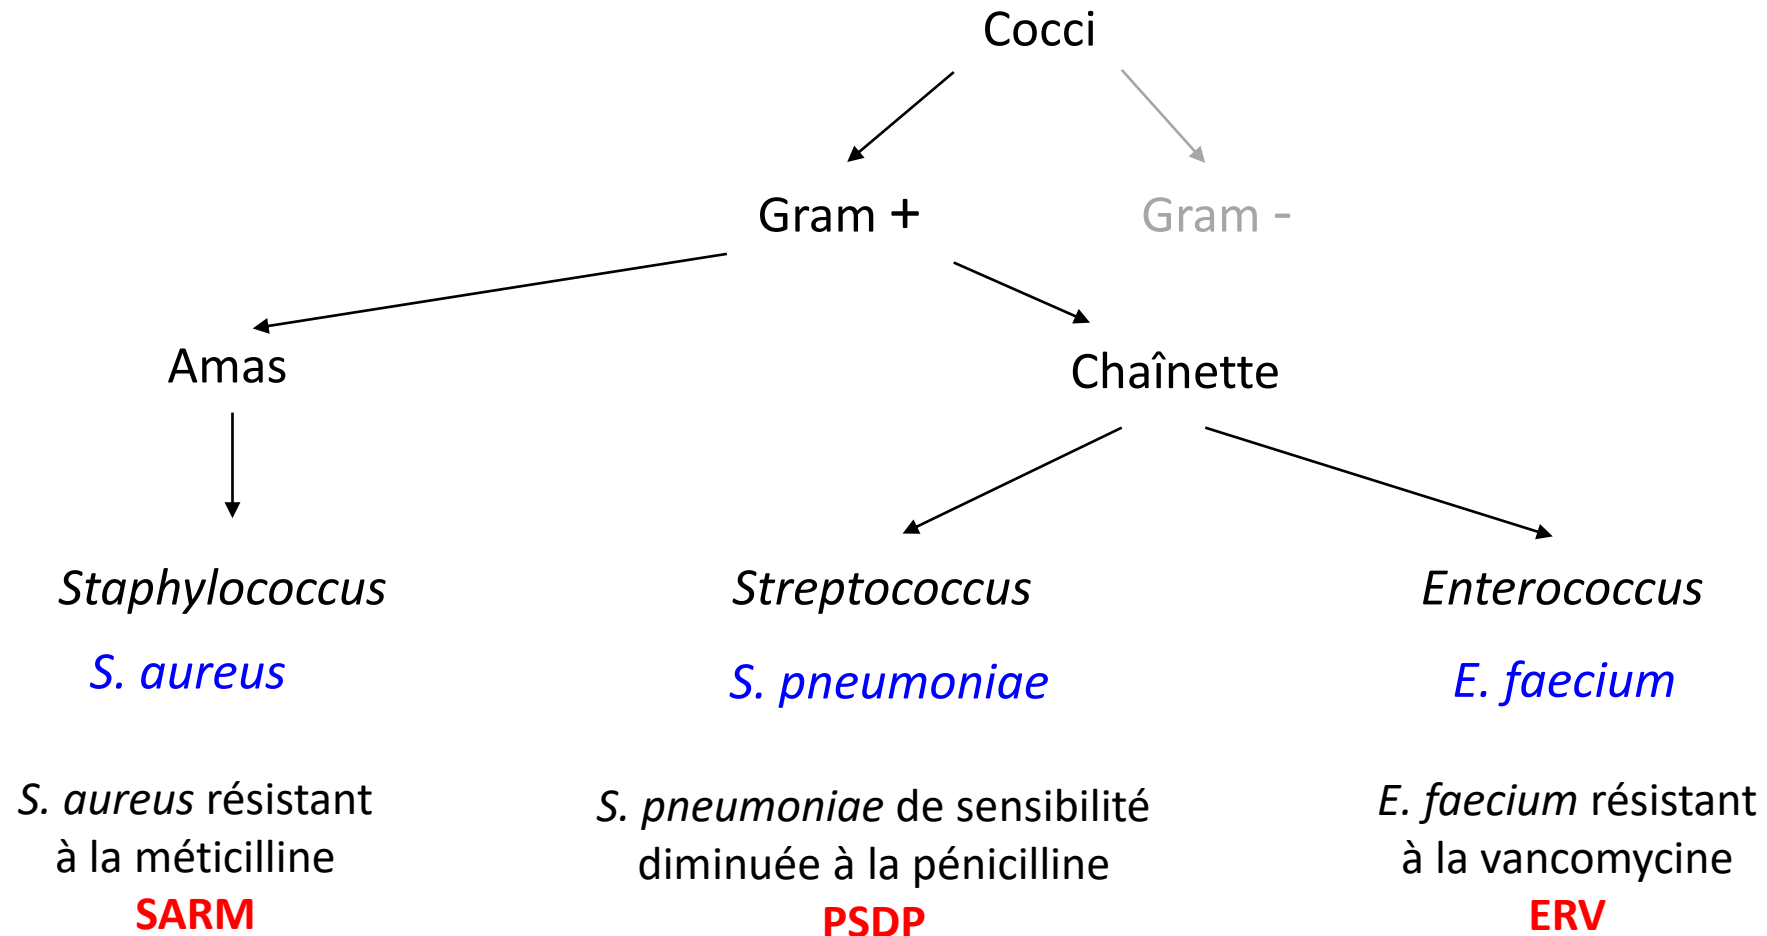 Cocci
Gram +
Gram -
Amas
Chaînette
Staphylococcus
Streptococcus
Enterococcus
S. aureus
S. pneumoniae
E. faecium
S. aureus résistant
à la méticilline
SARM
S. pneumoniae de sensibilité
diminuée à la pénicilline
PSDP
E. faecium résistant
à la vancomycine
ERV